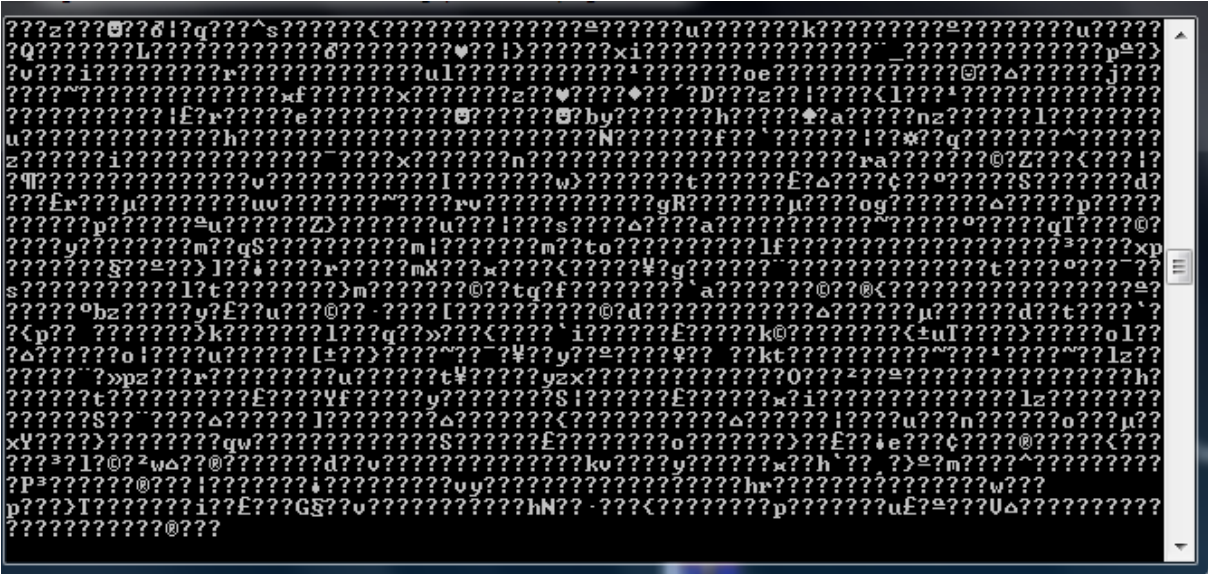 ???z???☻??♂¦?q???^s??????{??????????????ª??????u???????k?????????º????????u?????
?Q??????L???????????♂????????♥??¦}??????xi????????????????¨_???????????pª?}
?v???i?????????r?????????????ul????????????¹???????oe?????????????☺??⌂??????j???
????~??????????????¤f??????x???????z??♥????♦??´?D???z??¦????{l???¹??????????????
???????????¦£?r?????e??????????☻??????☻?by???????h?????♠?a?????nz???????l????????
u??????????????h????????????????????????N???????f??`??????¦??☼??q???????^??????
z??????i??????????????¯????x???????n???????????????????????ra???????©?Z???{???¦?
?¶???????????????v????????????[???????w}???????t??????£?⌂????¢??º?????S???????d?
???£r???µ????????uv????????~????rv????????????gR???????µ????og????????⌂?????p?????
??????p?????ªu??????Z}???????u???¦???s????⌂????a???????????~?????º?????qT????©?
????y???????m??qS??????????m¦???????m??to??????????lf???????????????????³????xp
???????§??ª??}]??¡????r?????mX???¤????{?????¥?g??????¨??????????????t????º???¯??
s???????????l?t????????}m???????©??tq?f????????`a???????©??®{?????????????????ª?
?????ºbz?????y?£??u???©??·????[??????????©?d???????????⌂??????µ??????d??t????`?
?{p?? ???????}k???????l???q??»???{????`i??????£?????k©????????{±uT????}?????ol??
?⌂??????o¦????u??????[±??}????~??¯?¥??y??ª????♀?? ??kt??????????~???¹????~??lz??
?????¨?»pz???r?????????u??????t¥?????yzx??????????????O???²??ª????????????????h?
??????t??????????£????Yf?????y???????S¦??????£??????¤?i??????????????lz?????????
??????S??¨????⌂??????]????????⌂???????????{???????⌂??????¦????u??n??????o???µ??
xY????}????????qw?????????????S??????£????????o???????}??£??¡e???¢????®?????{???
???³?l?©?²w⌂??®???????d??v??????????????kv????y??????¤??h`??¸?}º?m????^?????????
?P³??????®???¦???????¡?????????vy??????????????????hr??????????????w???
p???}T???????i??£???G§??v???????????hN??·???{????????p???????u£?ª???V⌂??????????
???????????®???